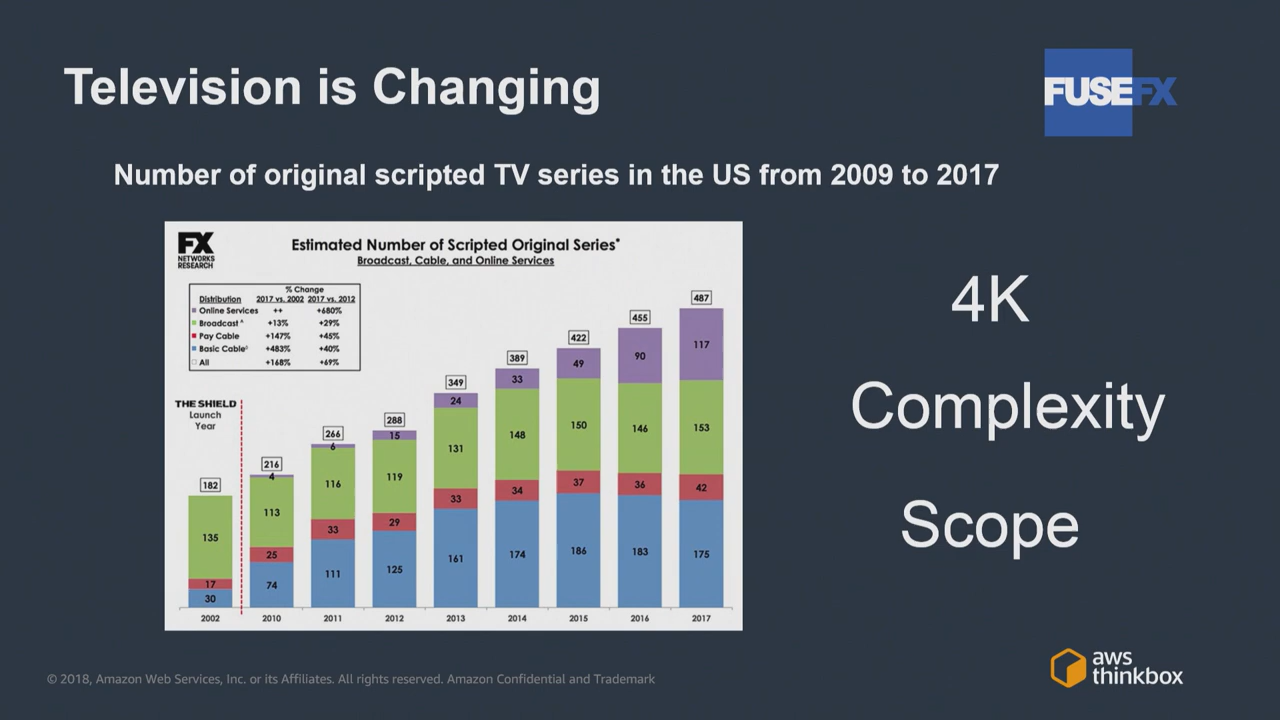 Television is Changing
FUSEFX
Number of original scripted TV series in the US from 2009 to 2017
FX
NETWORKS
RESEARCH
Estimated Number of Scripted Original Series*
Broadcast, Cable, and Online Services
% Change
Distribution 2017 vs. 2002 2017 vs. 2012
Online Services ++ +680%
Broadcast ^ +13% +29%
Pay Cable +147% +45%
Basic Cable +483% +40%
All +168% +69%
THE SHIELD
Launch
Year
182
135
17
30
216
4
113
25
74
266
6
116
33
111
288
15
119
29
125
349
24
131
33
161
389
33
148
34
174
422
49
150
37
186
455
90
146
36
183
487
117
153
42
175
2002 2010 2011 2012 2013 2014 2015 2016 2017
4K
Complexity
Scope
© 2018, Amazon Web Services, Inc. or its Affiliates. All rights reserved. Amazon Confidential and Trademark
aws
thinkbox